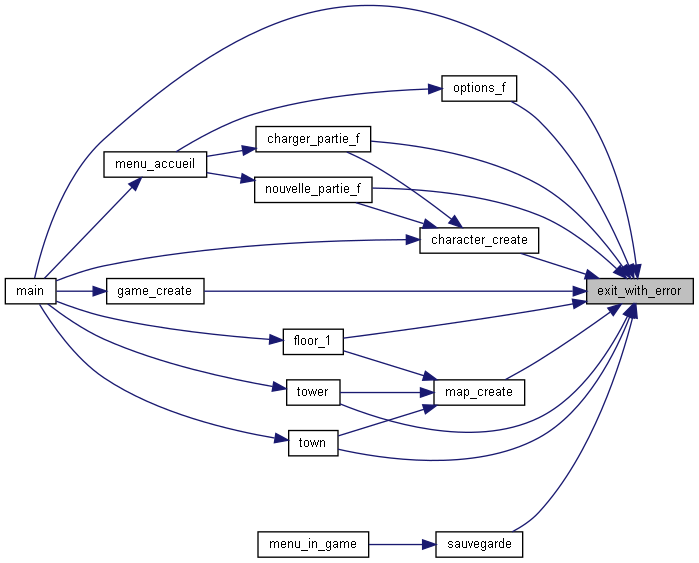 options_f
charger_partie_f
menu_accueil
nouvelle_partie_f
character_create
main
game_create
exit_with_error
floor_1
tower
map_create
town
menu_in_game
sauvegarde